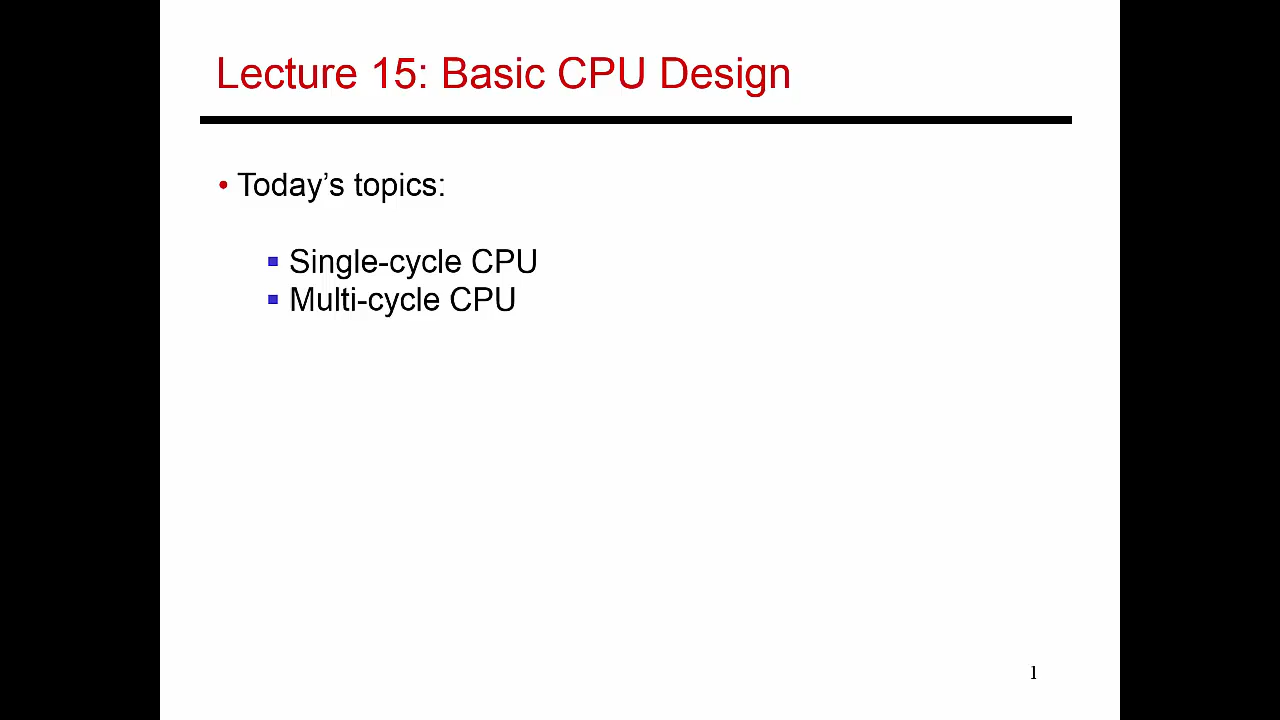 Lecture 15: Basic CPU Design
• Today’s topics:
▪ Single-cycle CPU
▪ Multi-cycle CPU
1